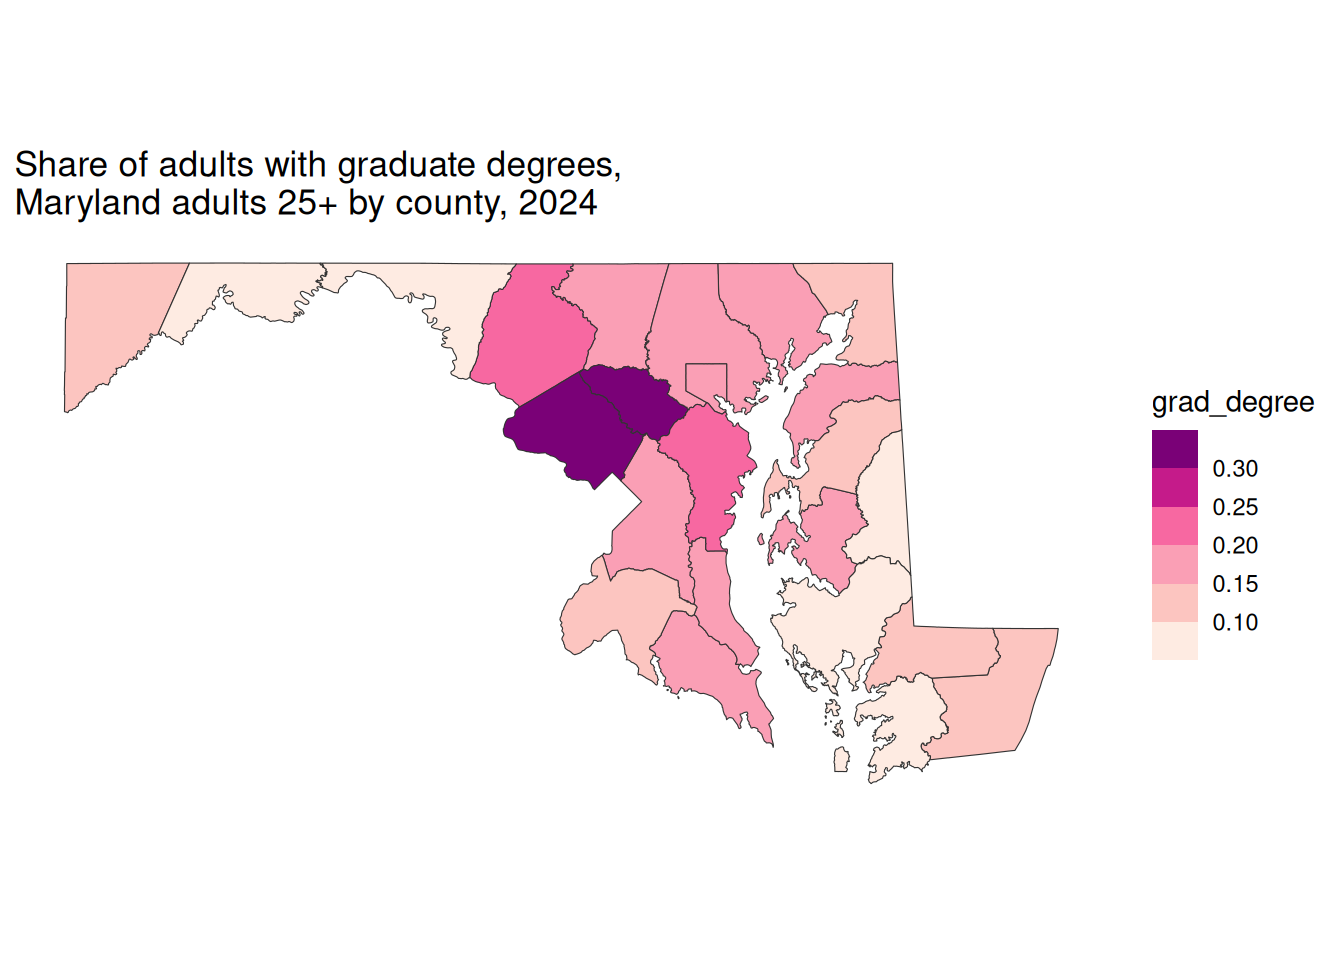 Share of adults with graduate degrees,
Maryland adults 25+ by county, 2024
grad_degree
0.30
0.25
0.20
0.15
0.10